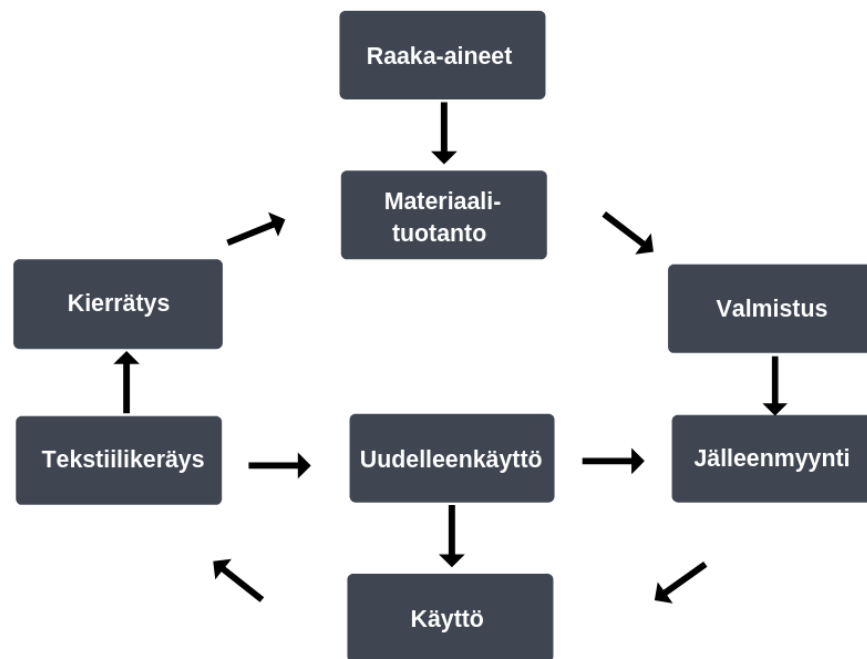 Raaka-aineet
Materiaali-
tuotanto
Kierrätys
Valmistus
Tekstiilikeräys
Uudelleenkäyttö
Jälleenmyynti
Käyttö